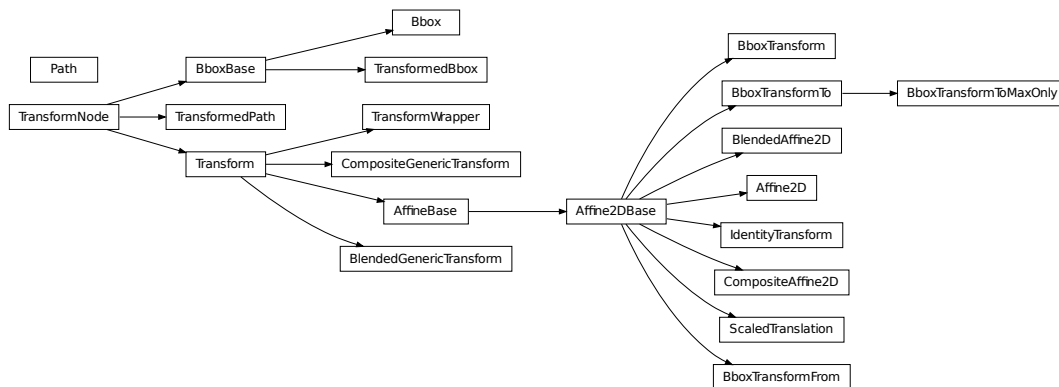 Path
TransformNode
BboxBase
TransformedPath
Transform
Bbox
TransformedBbox
TransformWrapper
CompositeGenericTransform
AffineBase
BlendedGenericTransform
Affine2DBase
BboxTransform
BboxTransformTo
BlendedAffine2D
Affine2D
IdentityTransform
CompositeAffine2D
ScaledTranslation
BboxTransformFrom
BboxTransformToMaxOnly